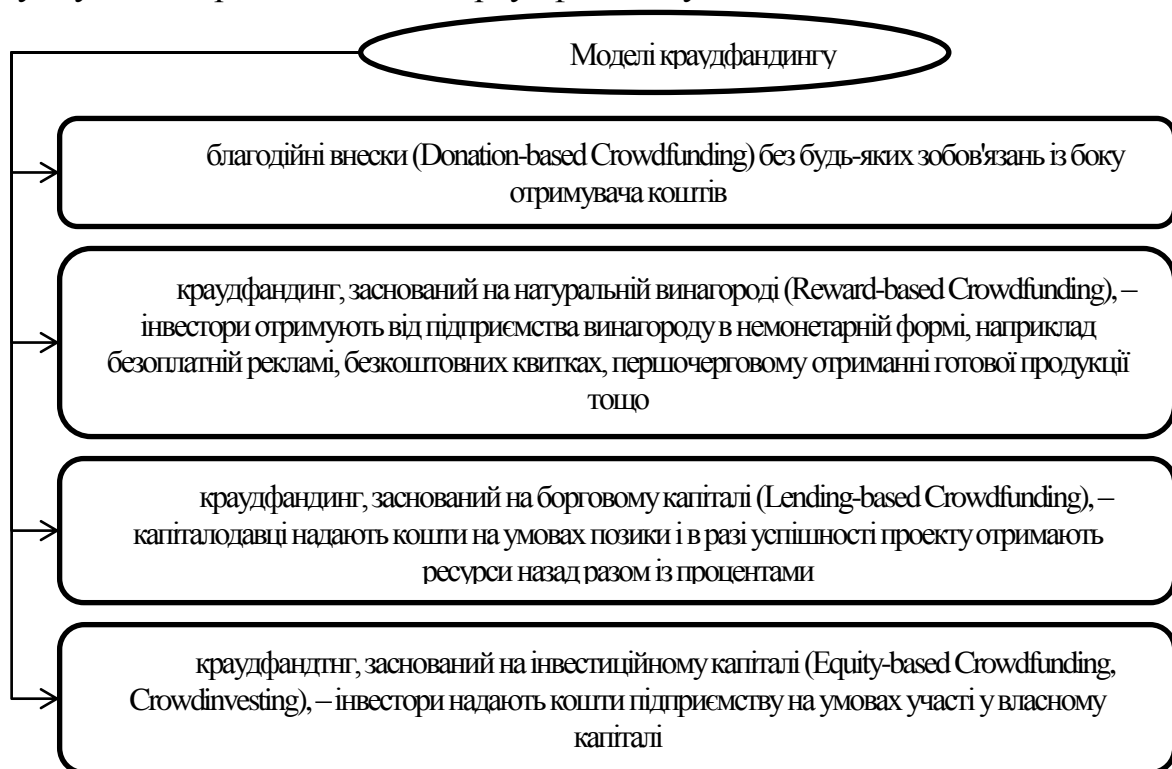 Моделі краудфандингу
благодійні внески (Donation-based Crowdfunding) без будь-яких зобов'язань із боку
отримувача коштів
краудфандинг, заснований на натуральній винагороді (Reward-based Crowdfunding), –
інвестори отримують від підприємства винагороду в немонетарній формі, наприклад
безоплатній рекламі, безкоштовних квитках, першочерговому отриманні готової продукції
тощо
краудфандинг, заснований на борговому капіталі (Lending-based Crowdfunding), –
капіталодавці надають кошти на умовах позики і в разі успішності проекту отримають
ресурси назад разом із процентами
краудфандтнг, заснований на інвестиційному капіталі (Equity-based Crowdfunding,
Crowdinvesting), – інвестори надають кошти підприємству на умовах участі у власному
капіталі